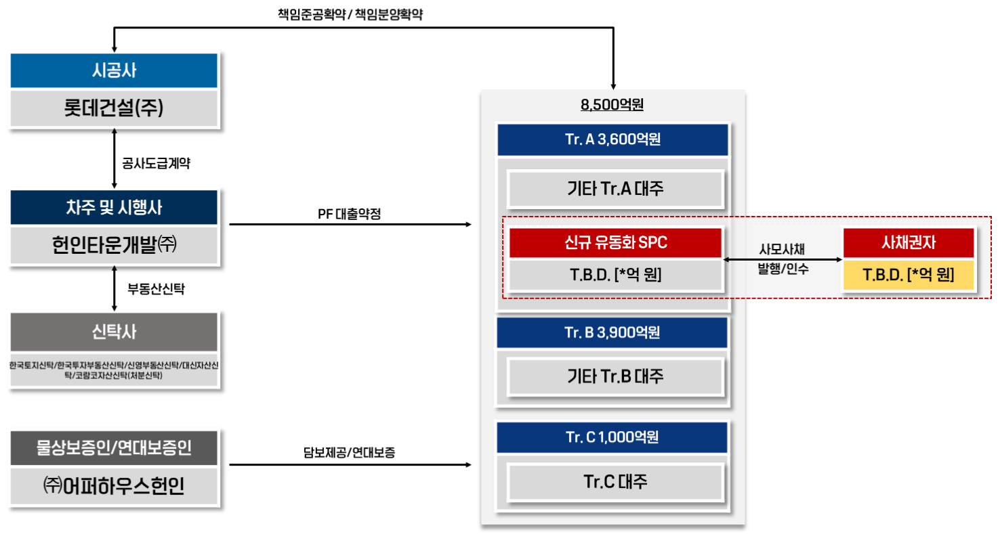 책임준공확약 / 책임분양확약
시공사
롯데건설(주)
공사도급계약
차주 및 시행사
헌인타운개발㈜
부동산신탁
신탁사
한국토지신탁/한국투자부동산신탁/신영부동산신탁/대신자산신
탁/코람코자산신탁(처분신탁)
물상보증인/연대보증인
㈜어퍼하우스헌인
PF 대출약정
담보제공/연대보증
8,500억원
Tr. A 3,600억원
기타 Tr.A 대주
신규 유동화 SPC
T.B.D. [*억 원]
사모사채
발행/인수
사채권자
T.B.D. [*억 원]
Tr. B 3,900억원
기타 Tr.B 대주
Tr. C 1,000억원
Tr.C 대주